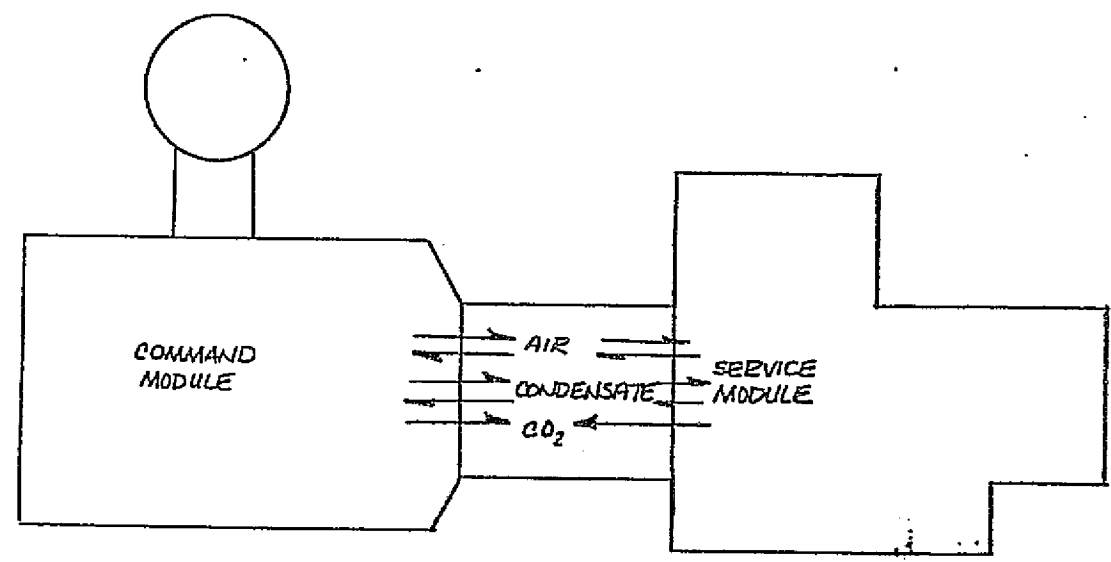 COMMAND
MODULE
AIR
CONDENSATE
CO₂
SERVICE
MODULE